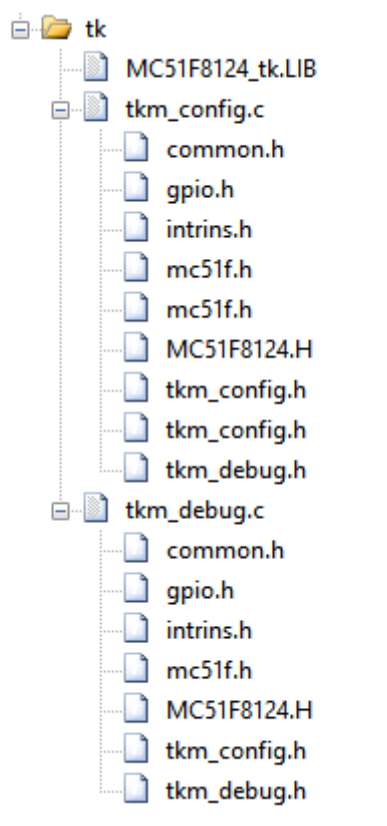 tk
MC51F8124_tk.LIB
tkm_config.c
common.h
gpio.h
intrins.h
mc51f.h
mc51f.h
MC51F8124.H
tkm_config.h
tkm_config.h
tkm_debug.h
tkm_debug.c
common.h
gpio.h
intrins.h
mc51f.h
MC51F8124.H
tkm_config.h
tkm_debug.h